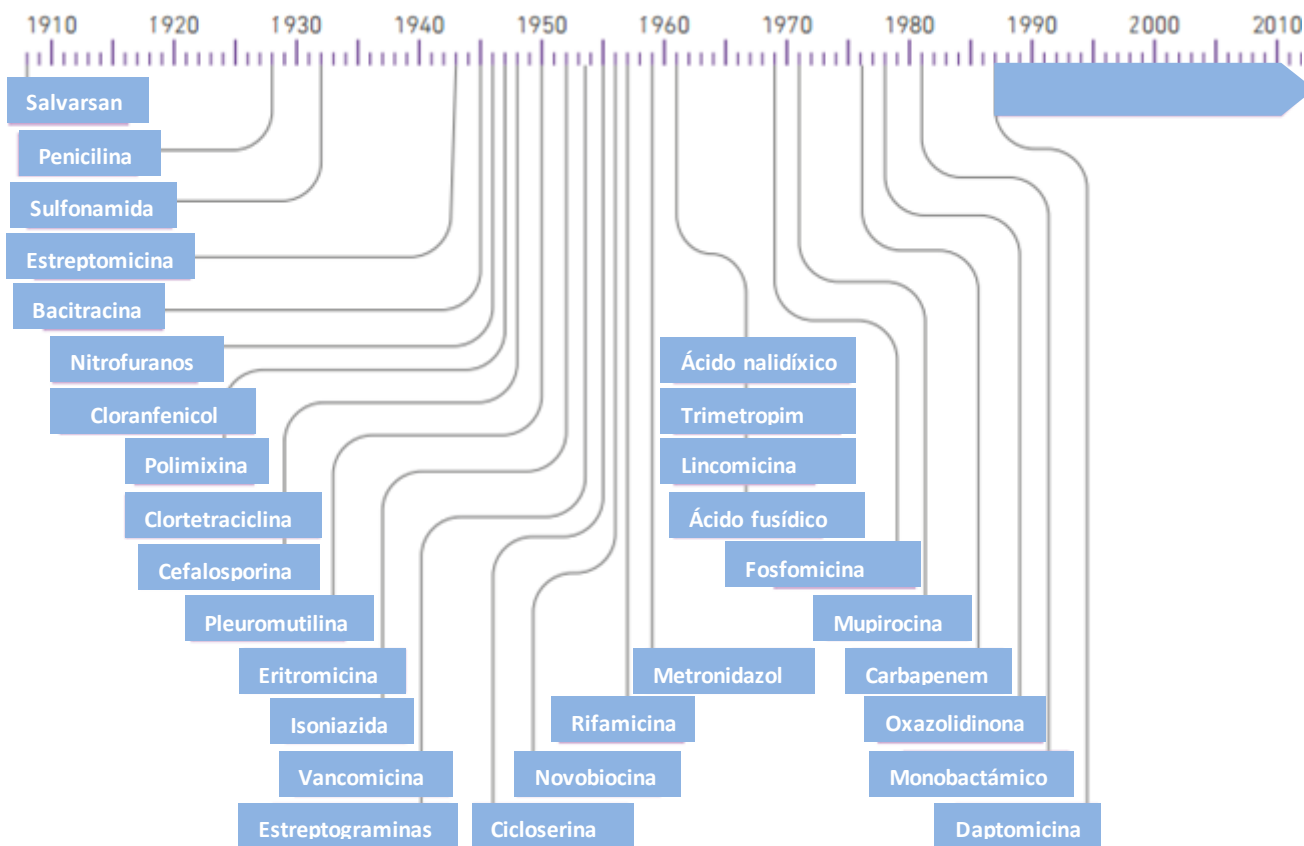 1910 1920 1930 1940 1950 1960 1970 1980 1990 2000 2010
Salvarsan
Penicilina
Sulfonamida
Estreptomicina
Bacitracina
Nitrofuranos
Ácido nalidíxico
Cloranfenicol
Trimetropim
Polimixina
Lincomicina
Clortetraciclina
Ácido fusídico
Cefalosporina
Fosfomicina
Pleuromutilina
Mupirocina
Eritromicina
Metronidazol
Carbapenem
Isoniazida
Rifamicina
Oxazolidinona
Vancomicina
Novobiocina
Monobactámico
Estreptograminas
Cicloserina
Daptomicina